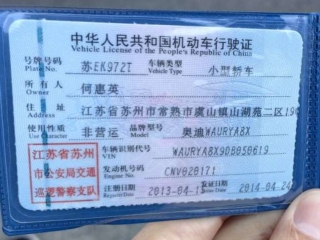 中华人民共和国机动车行驶证
Vehicle License of the People's Republic of China
号牌号码 苏EK972T 车辆类型 小型轿车
Plate No. Vehicle Type
所有人 何惠英
Owner
住址 江苏省苏州市常熟市虞山镇山湖苑二区190
Address
使用性质 非营运 品牌型号 奥迪WAURYA8X
Use Character Model
江苏省苏州 车辆识别代号 WAURYA8X9DB050619
VIN
市公安局交通 发动机号码 CNV020171
Engine No.
巡逻警察支队 注册日期 2013-04-1 发证日期 2014-04-24
Register Date Issue Date